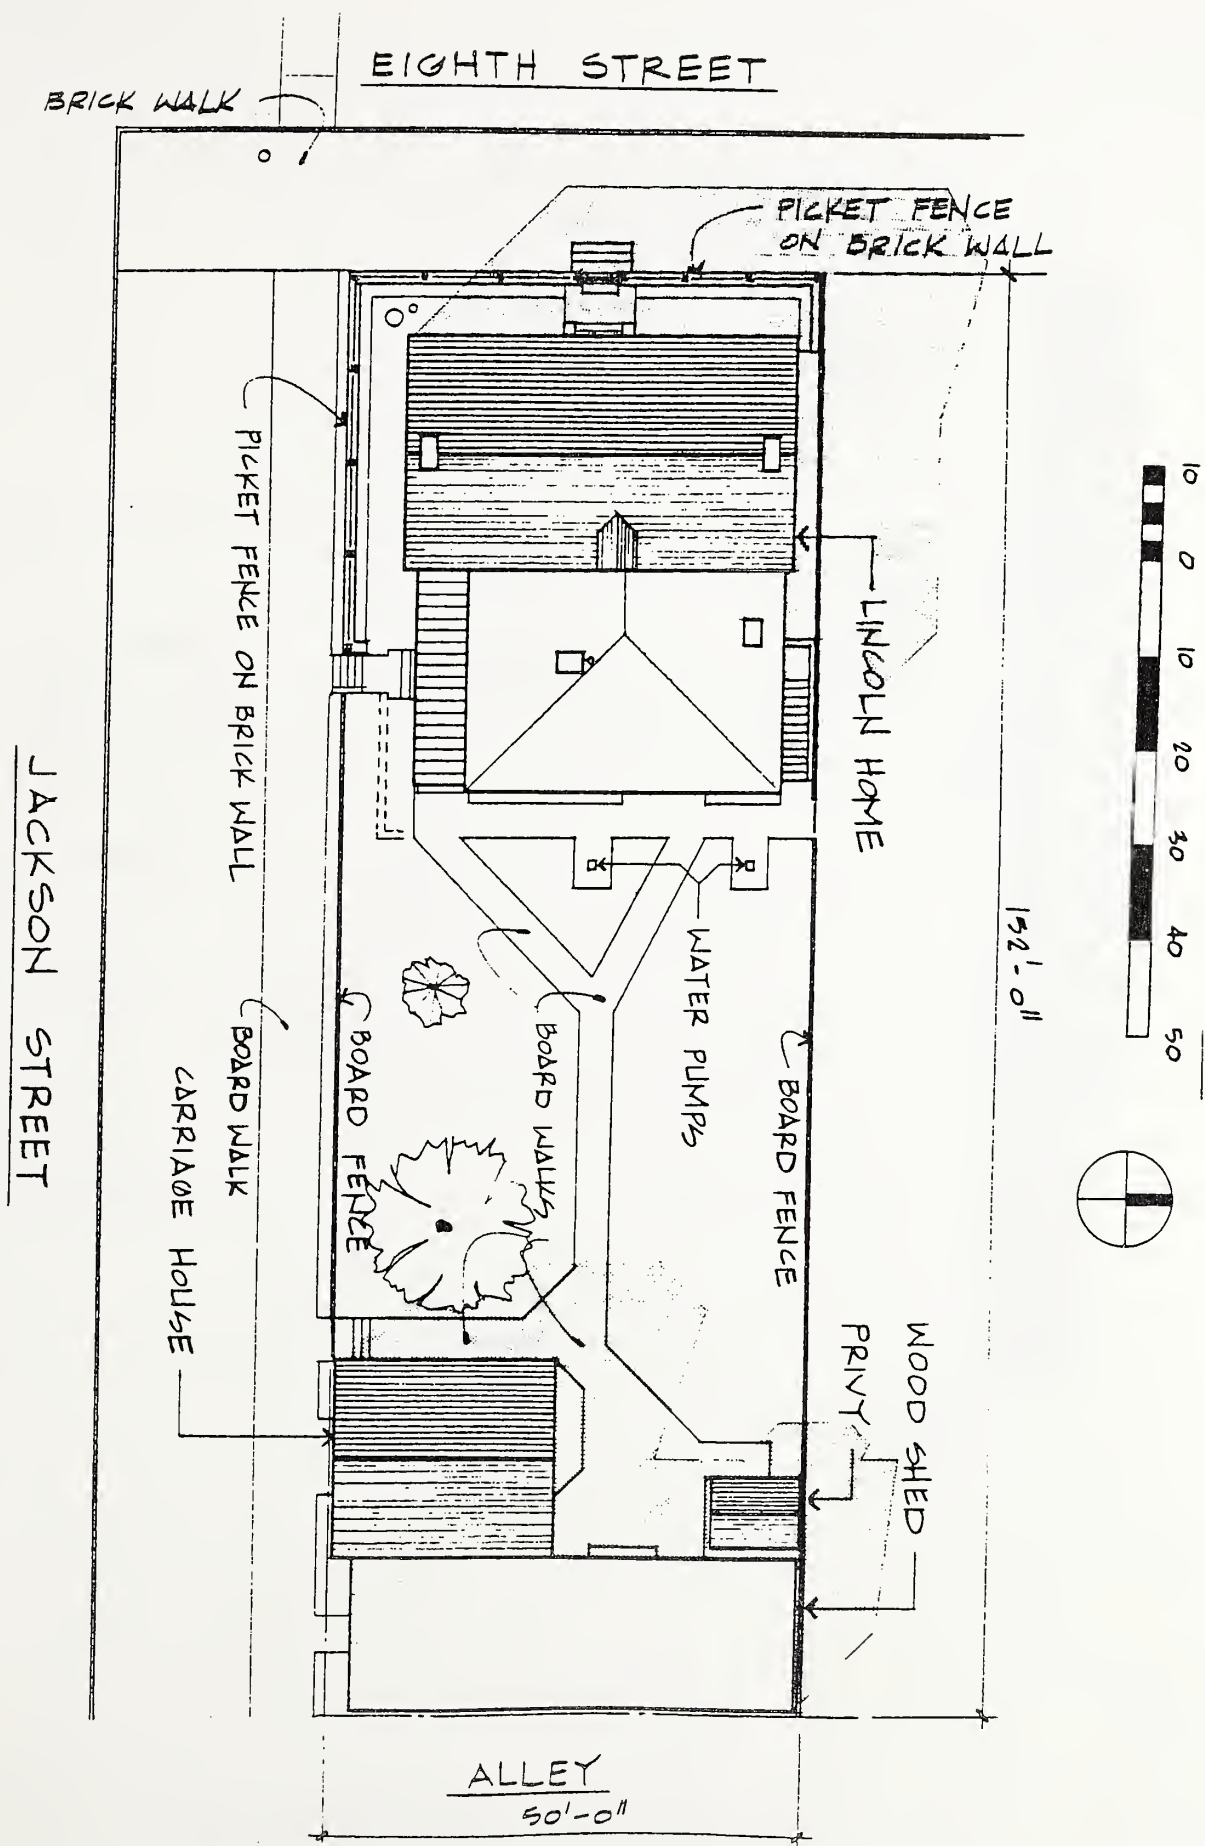 EIGHTH STREET
BRICK WALK
PICKET FENCE
ON BRICK WALL
PICKET FENCE ON BRICK WALL
LINCOLN HOME
10 0 10 20 30 40 50
152'-0"
WATER PUMPS
BOARD WALKS
BOARD FENCE
BOARD FENCE
BOARD WALK
JACKSON STREET
CARRIAGE HOUSE
PRIVY
WOOD SHED
ALLEY
50'-0"